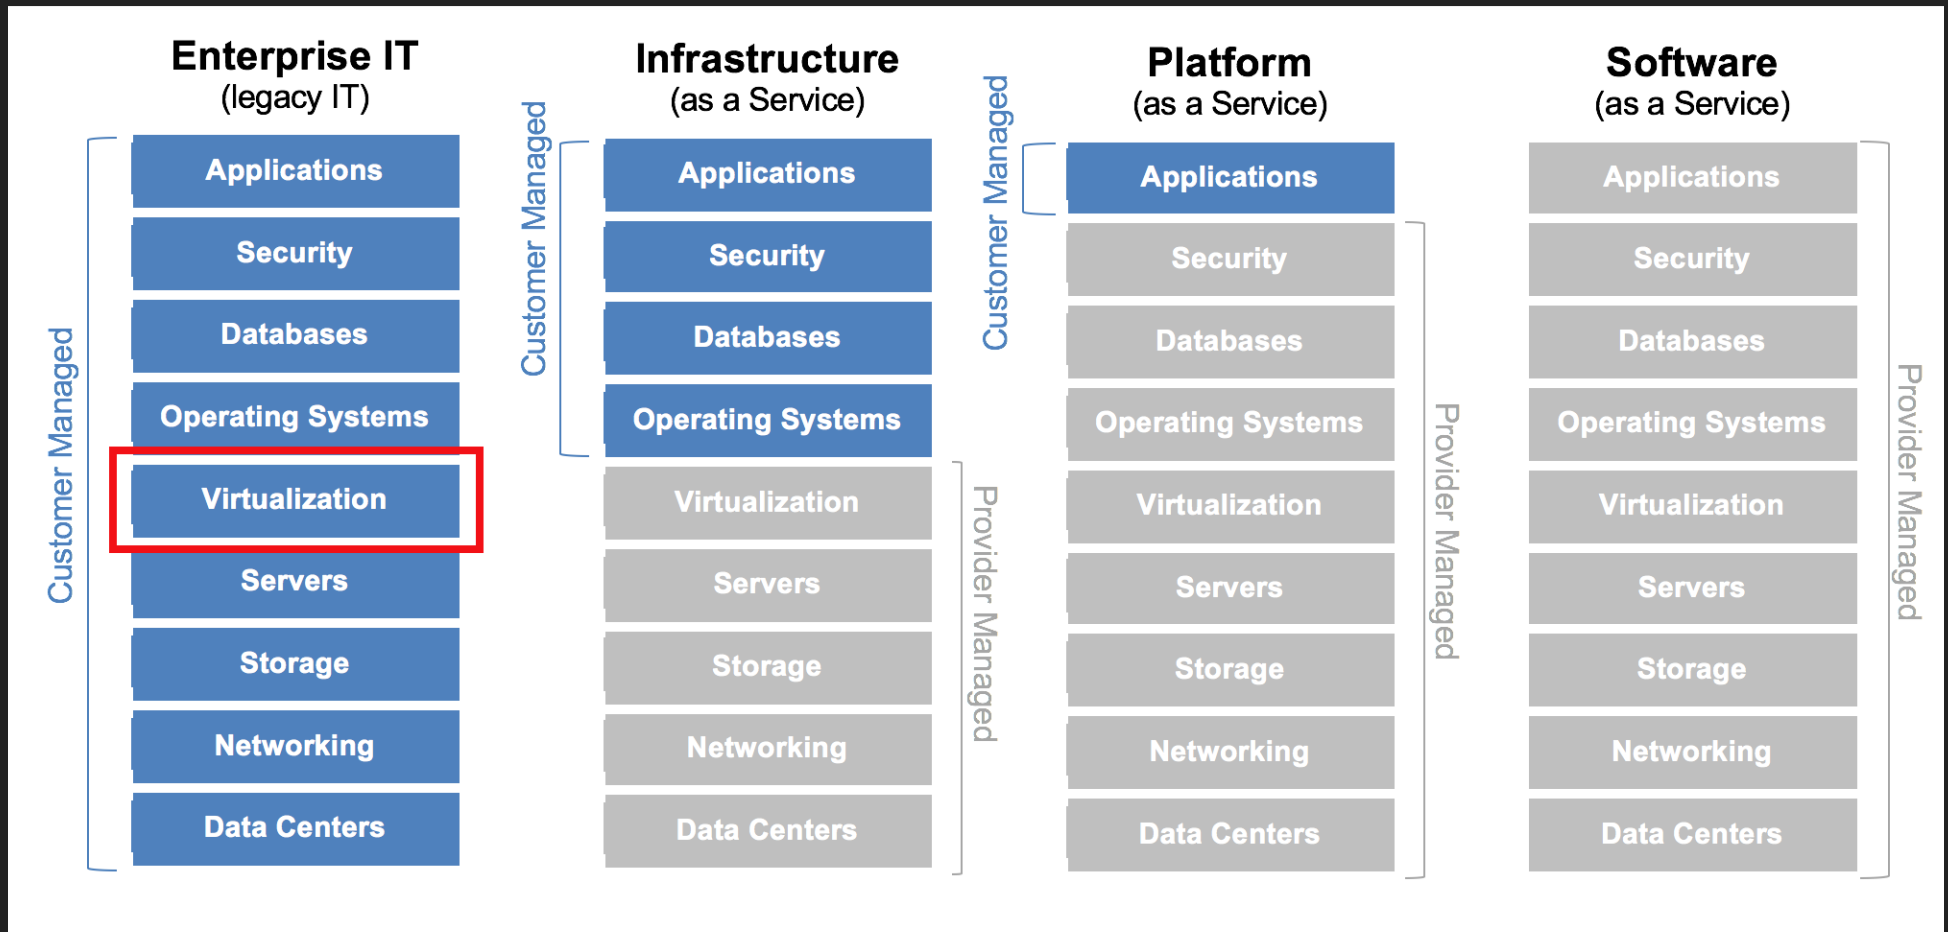 Enterprise IT
(legacy IT)
Customer Managed
Applications
Security
Databases
Operating Systems
Virtualization
Servers
Storage
Networking
Data Centers
Infrastructure
(as a Service)
Customer Managed
Applications
Security
Databases
Operating Systems
Virtualization
Servers
Storage
Networking
Data Centers
Provider Managed
Platform
(as a Service)
Customer Managed
Applications
Security
Databases
Operating Systems
Virtualization
Servers
Storage
Networking
Data Centers
Provider Managed
Software
(as a Service)
Applications
Security
Databases
Operating Systems
Virtualization
Servers
Storage
Networking
Data Centers
Provider Managed